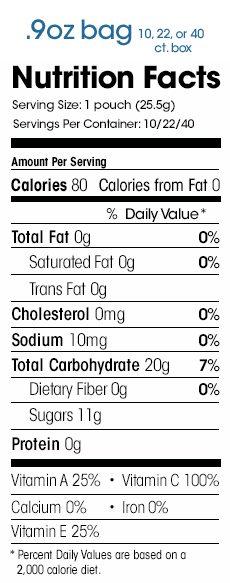 .9oz bag 10, 22, or 40
ct. box
Nutrition Facts
Serving Size: 1 pouch (25.5g)
Servings Per Container: 10/22/40
Amount Per Serving
Calories 80 Calories from Fat 0
% Daily Value*
Total Fat 0g 0%
Saturated Fat 0g 0%
Trans Fat 0g
Cholesterol 0mg 0%
Sodium 10mg 0%
Total Carbohydrate 20g 7%
Dietary Fiber 0g 0%
Sugars 11g
Protein 0g
Vitamin A 25% • Vitamin C 100%
Calcium 0% • Iron 0%
Vitamin E 25%
* Percent Daily Values are based on a
2,000 calorie diet.